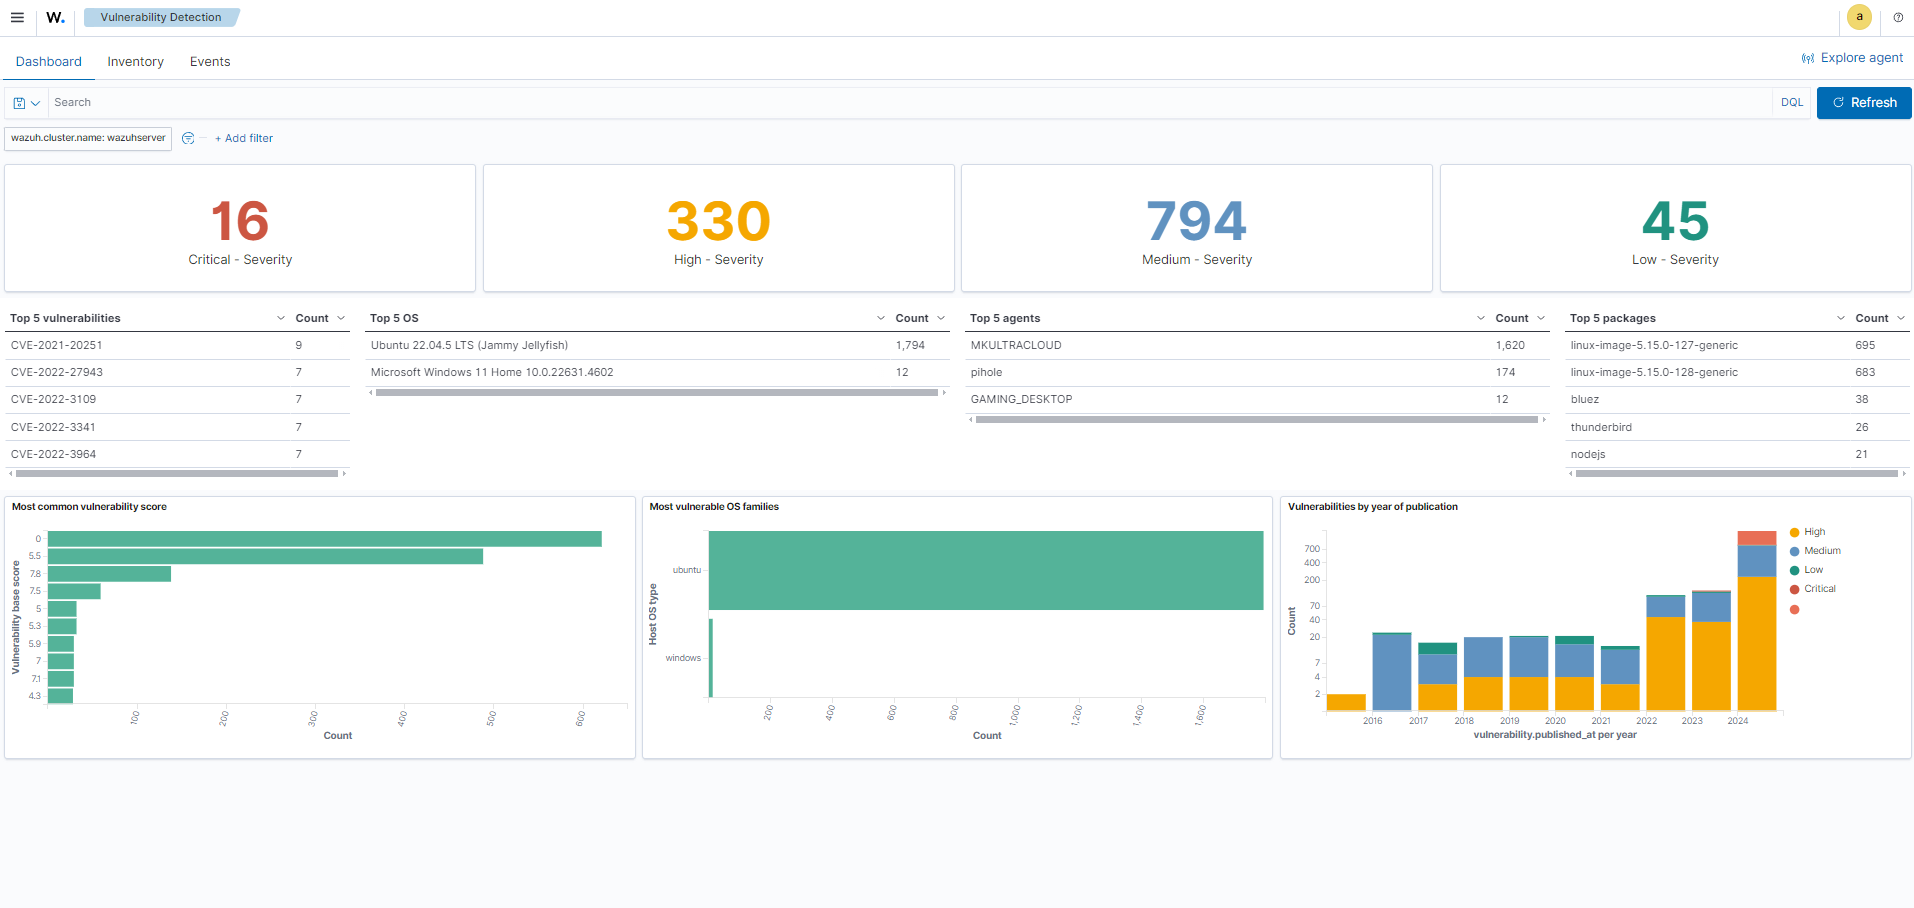 W. Vulnerability Detection a
Dashboard Inventory Events Explore agent
Search DQL Refresh
wazuh.cluster.name: wazuhserver + Add filter
16 330 794 45
Critical - Severity High - Severity Medium - Severity Low - Severity
Top 5 vulnerabilities Count Top 5 OS Count Top 5 agents Count Top 5 packages Count
CVE-2021-20251 9 Ubuntu 22.04.5 LTS (Jammy Jellyfish) 1,794 MKULTRACLOUD 1,620 linux-image-5.15.0-127-generic 695
CVE-2022-27943 7 Microsoft Windows 11 Home 10.0.22631.4602 12 pihole 174 linux-image-5.15.0-128-generic 683
CVE-2022-3109 7 GAMING_DESKTOP 12 bluez 38
CVE-2022-3341 7 thunderbird 26
CVE-2022-3964 7 nodejs 21
Most common vulnerability score
Vulnerability base score
0
5.5
7.8
7.5
5
5.3
5.9
7
7.1
4.3
100 200 300 400 500 600
Count
Most vulnerable OS families
Host OS type
ubuntu
windows
200 400 600 800 1,000 1,200 1,400 1,600
Count
Vulnerabilities by year of publication
Count
700
400
200
70
40
20
7
4
2
2016 2017 2018 2019 2020 2021 2022 2023 2024
vulnerability.published_at per year
High
Medium
Low
Critical